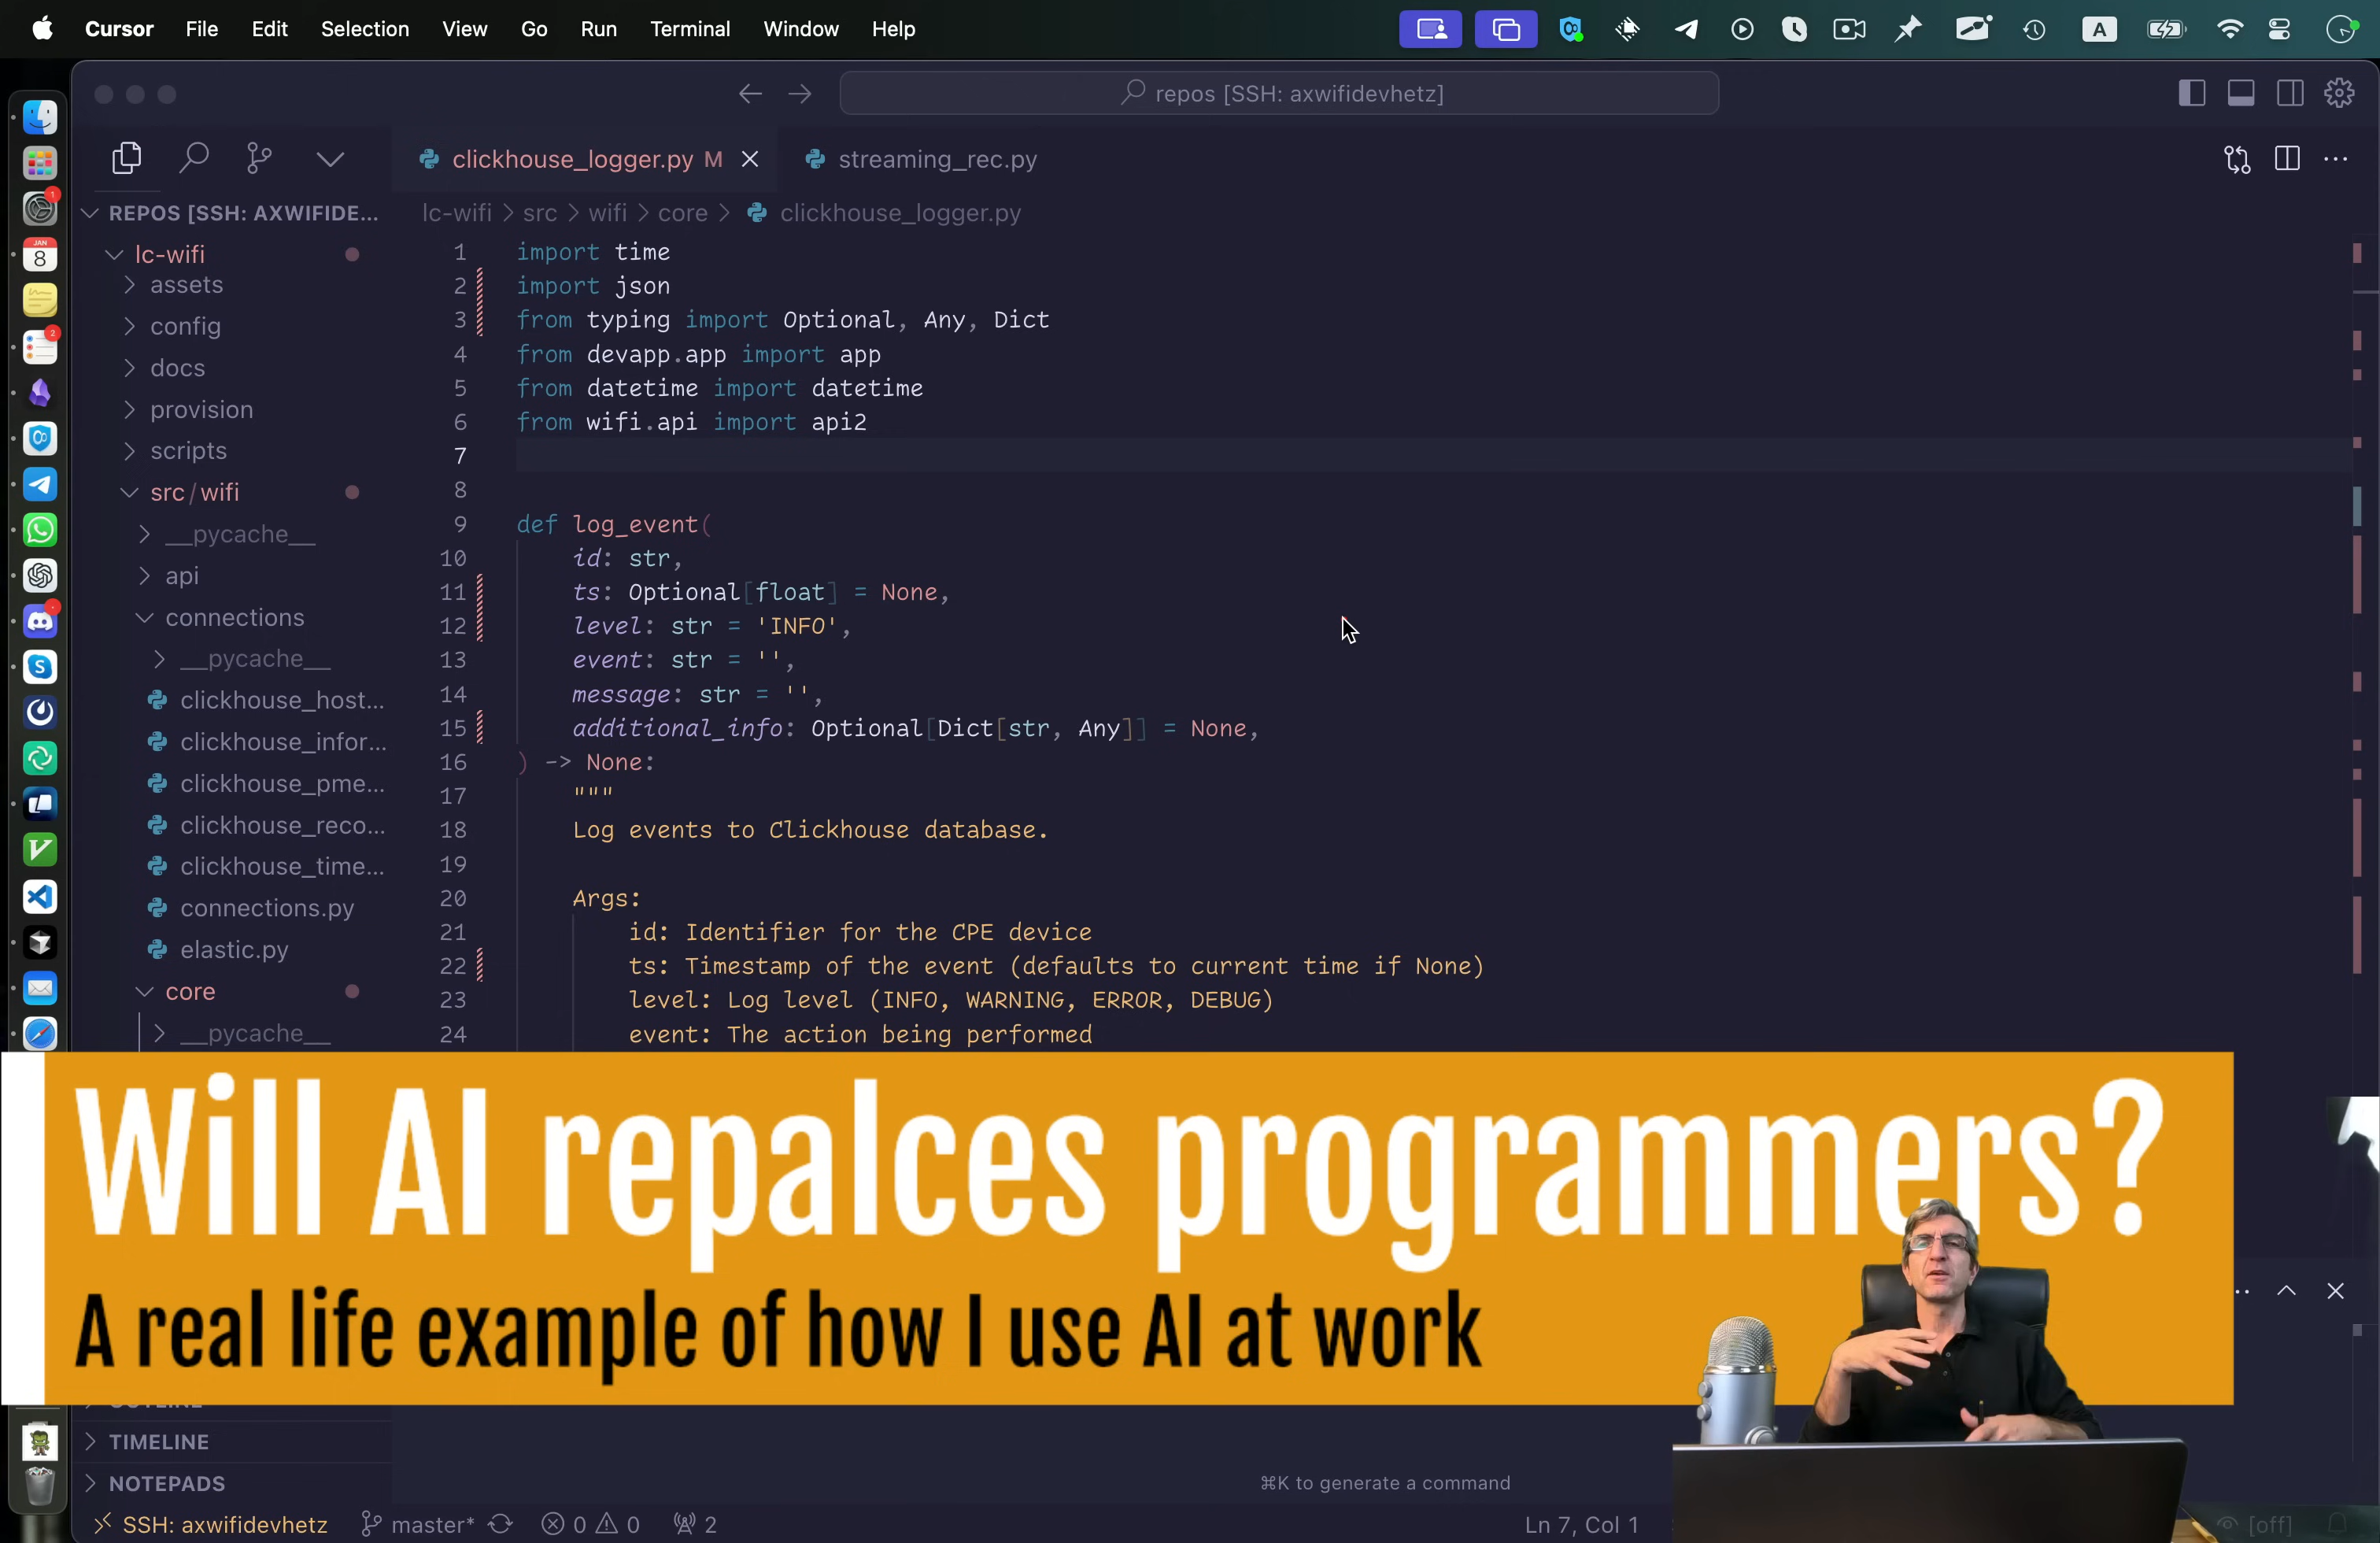 Cursor File Edit Selection View Go Run Terminal Window Help A
repos [SSH: axwifidevhetz]
clickhouse_logger.py M streaming_rec.py
REPOS [SSH: AXWIFIDE...
lc-wifi > src > wifi > core > clickhouse_logger.py
lc-wifi
assets
config
docs
provision
scripts
src/wifi
__pycache__
api
connections
__pycache__
clickhouse_host...
clickhouse_infor...
clickhouse_pme...
clickhouse_reco...
clickhouse_time...
connections.py
elastic.py
core
__pycache__
1 import time
2 import json
3 from typing import Optional, Any, Dict
4 from devapp.app import app
5 from datetime import datetime
6 from wifi.api import api2
7
8
9 def log_event(
10 id: str,
11 ts: Optional[float] = None,
12 level: str = 'INFO',
13 event: str = '',
14 message: str = '',
15 additional_info: Optional[Dict[str, Any]] = None,
16 ) -> None:
17 """
18 Log events to Clickhouse database.
19
20 Args:
21 id: Identifier for the CPE device
22 ts: Timestamp of the event (defaults to current time if None)
23 level: Log level (INFO, WARNING, ERROR, DEBUG)
24 event: The action being performed
JAN
8
1
2
Will AI repalces programmers?
A real life example of how I use AI at work
TIMELINE
NOTEPADS
⌘K to generate a command
SSH: axwifidevhetz master* 0 0 2 Ln 7, Col 1 [off]